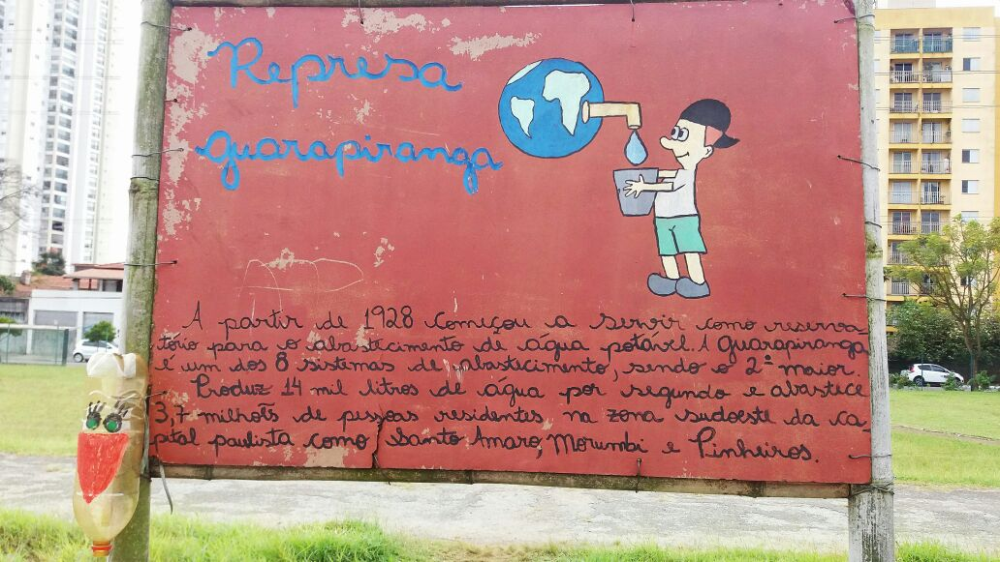 Represa
Guarapiranga
A partir de 1928 começou a servir como reserva-
tório para o abastecimento de água potável. A Guarapiranga
é um dos 8 sistemas de abastecimento, sendo o 2º maior.
Produz 14 mil litros de água por segundo e abastece
3,7 milhões de pessoas residentes na zona sudoeste da ca
pital paulista como Santo Amaro, Morumbi e Pinheiros.